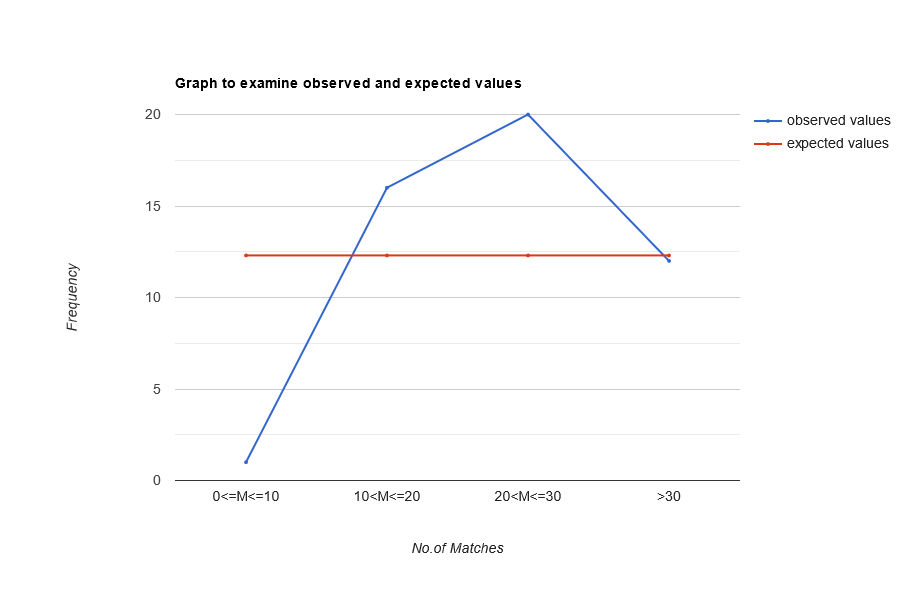 Graph to examine observed and expected values
observed values
expected values
20
15
10
5
0
Frequency
0<=M<=10
10<M<=20
20<M<=30
>30
No.of Matches